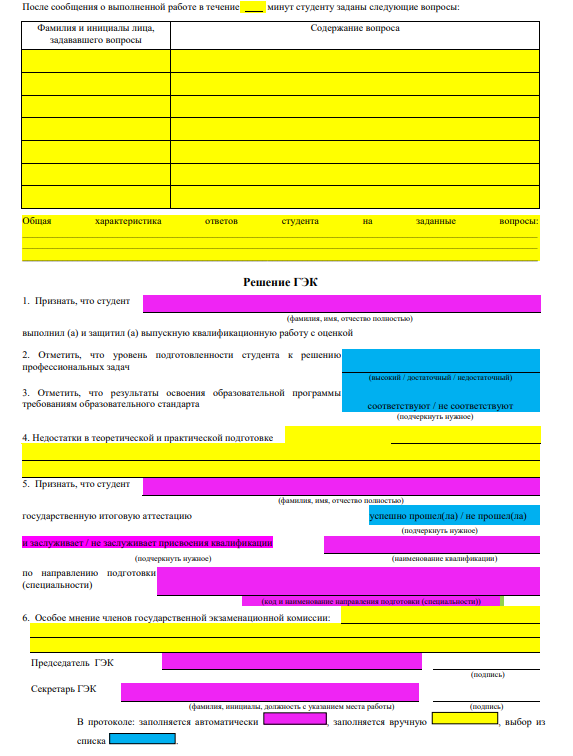 После сообщения о выполненной работе в течение ____ минут студенту заданы следующие вопросы:
Фамилия и инициалы лица, задававшего вопросы
Содержание вопроса
Общая характеристика ответов студента на заданные вопросы:
Решение ГЭК
1. Признать, что студент
(фамилия, имя, отчество полностью)
выполнил (а) и защитил (а) выпускную квалификационную работу с оценкой
2. Отметить, что уровень подготовленности студента к решению
профессиональных задач
(высокий / достаточный / недостаточный)
3. Отметить, что результаты освоения образовательной программы
требованиям образовательного стандарта
соответствуют / не соответствуют
(подчеркнуть нужное)
4. Недостатки в теоретической и практической подготовке
5. Признать, что студент
(фамилия, имя, отчество полностью)
государственную итоговую аттестацию
успешно прошел(ла) / не прошел(ла)
(подчеркнуть нужное)
и заслуживает / не заслуживает присвоения квалификации
(подчеркнуть нужное)
(наименование квалификации)
по направлению подготовки
(специальности)
(код и наименование направления подготовки (специальности))
6. Особое мнение членов государственной экзаменационной комиссии:
Председатель ГЭК
(подпись)
Секретарь ГЭК
(фамилия, инициалы, должность с указанием места работы)
(подпись)
В протоколе: заполняется автоматически , заполняется вручную , выбор из
списка .